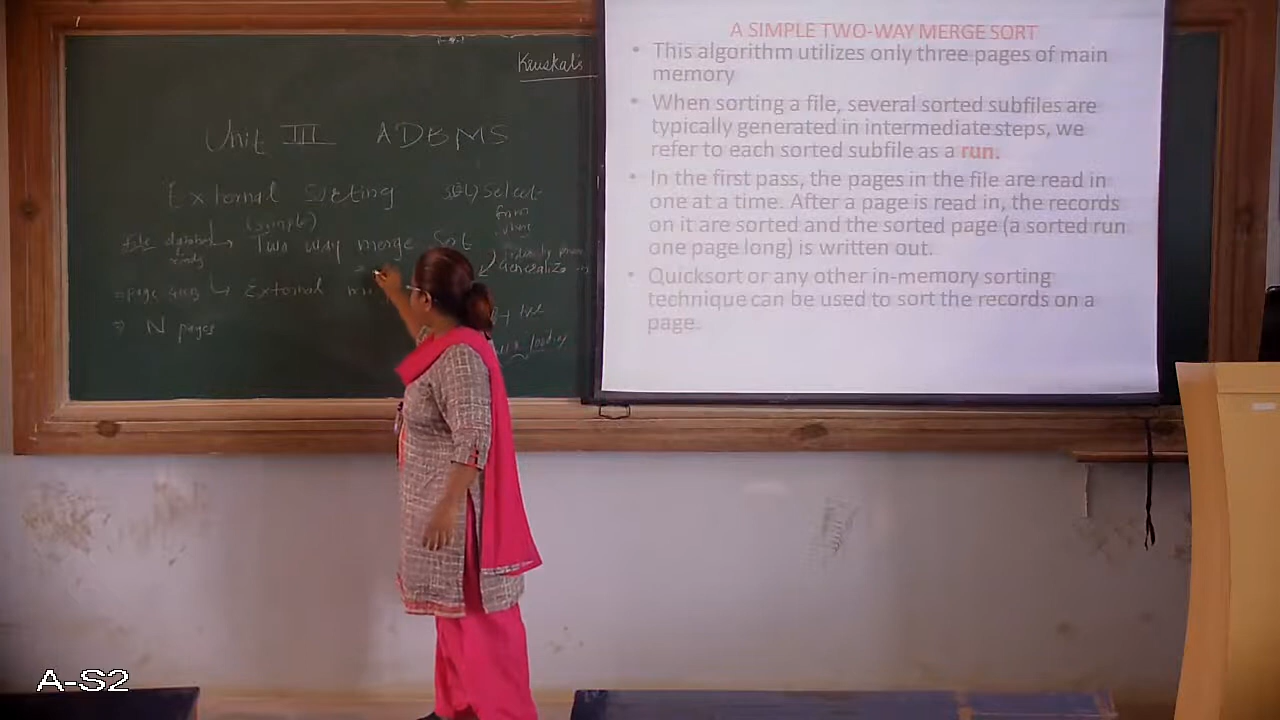 Kruskal's
Unit III ADBMS
External Sorting
(simple)
Two way merge Sort
External
N pages
SQL) Select
from
where
Generalize
loading
A SIMPLE TWO-WAY MERGE SORT
• This algorithm utilizes only three pages of main
memory
• When sorting a file, several sorted subfiles are
typically generated in intermediate steps, we
refer to each sorted subfile as a run.
• In the first pass, the pages in the file are read in
one at a time. After a page is read in, the records
on it are sorted and the sorted page (a sorted run
one page long) is written out.
• Quicksort or any other in-memory sorting
technique can be used to sort the records on a
page.
A-S2